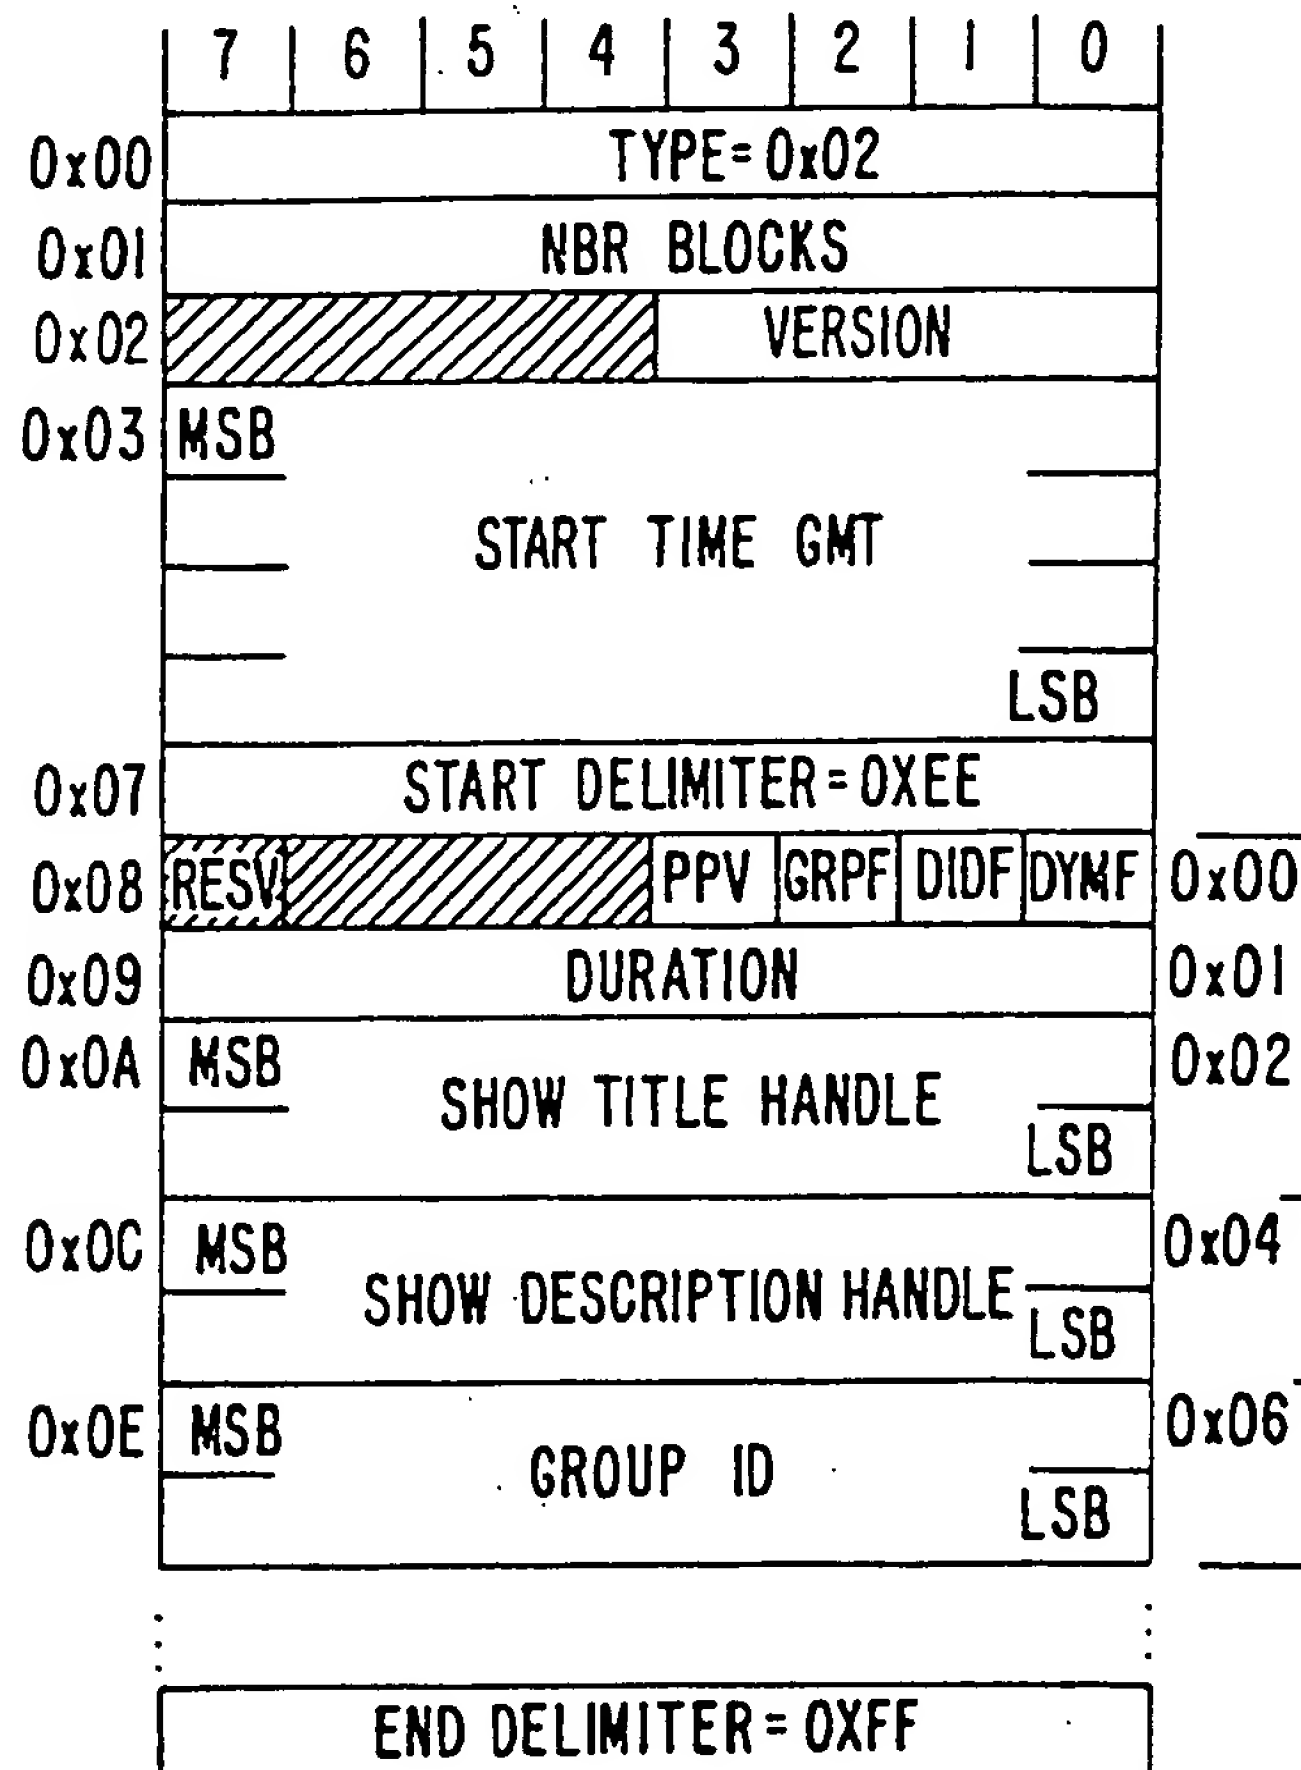 7 6 5 4 3 2 1 0
0x00 TYPE=0x02
0x01 NBR BLOCKS
0x02 VERSION
0x03 MSB
START TIME GMT
LSB
0x07 START DELIMITER=0XEE
0x08 RESV PPV GRPF DIDF DYMF 0x00
0x09 DURATION 0x01
0x0A MSB 0x02
SHOW TITLE HANDLE
LSB
0x0C MSB 0x04
SHOW DESCRIPTION HANDLE
LSB
0x0E MSB 0x06
GROUP ID
LSB
END DELIMITER=0XFF